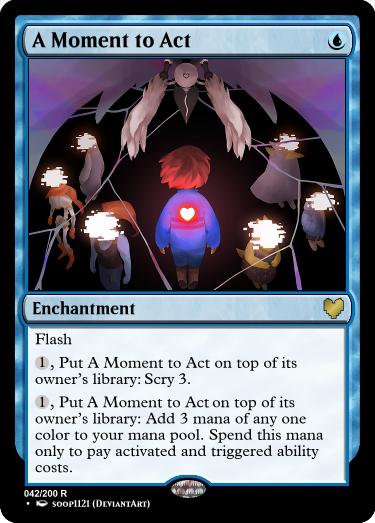 A Moment to Act
Enchantment
Flash
1, Put A Moment to Act on top of its
owner's library: Scry 3.
1, Put A Moment to Act on top of its
owner's library: Add 3 mana of any one
color to your mana pool. Spend this mana
only to pay activated and triggered ability
costs.
042/200 R
• soop1121 (DeviantArt)